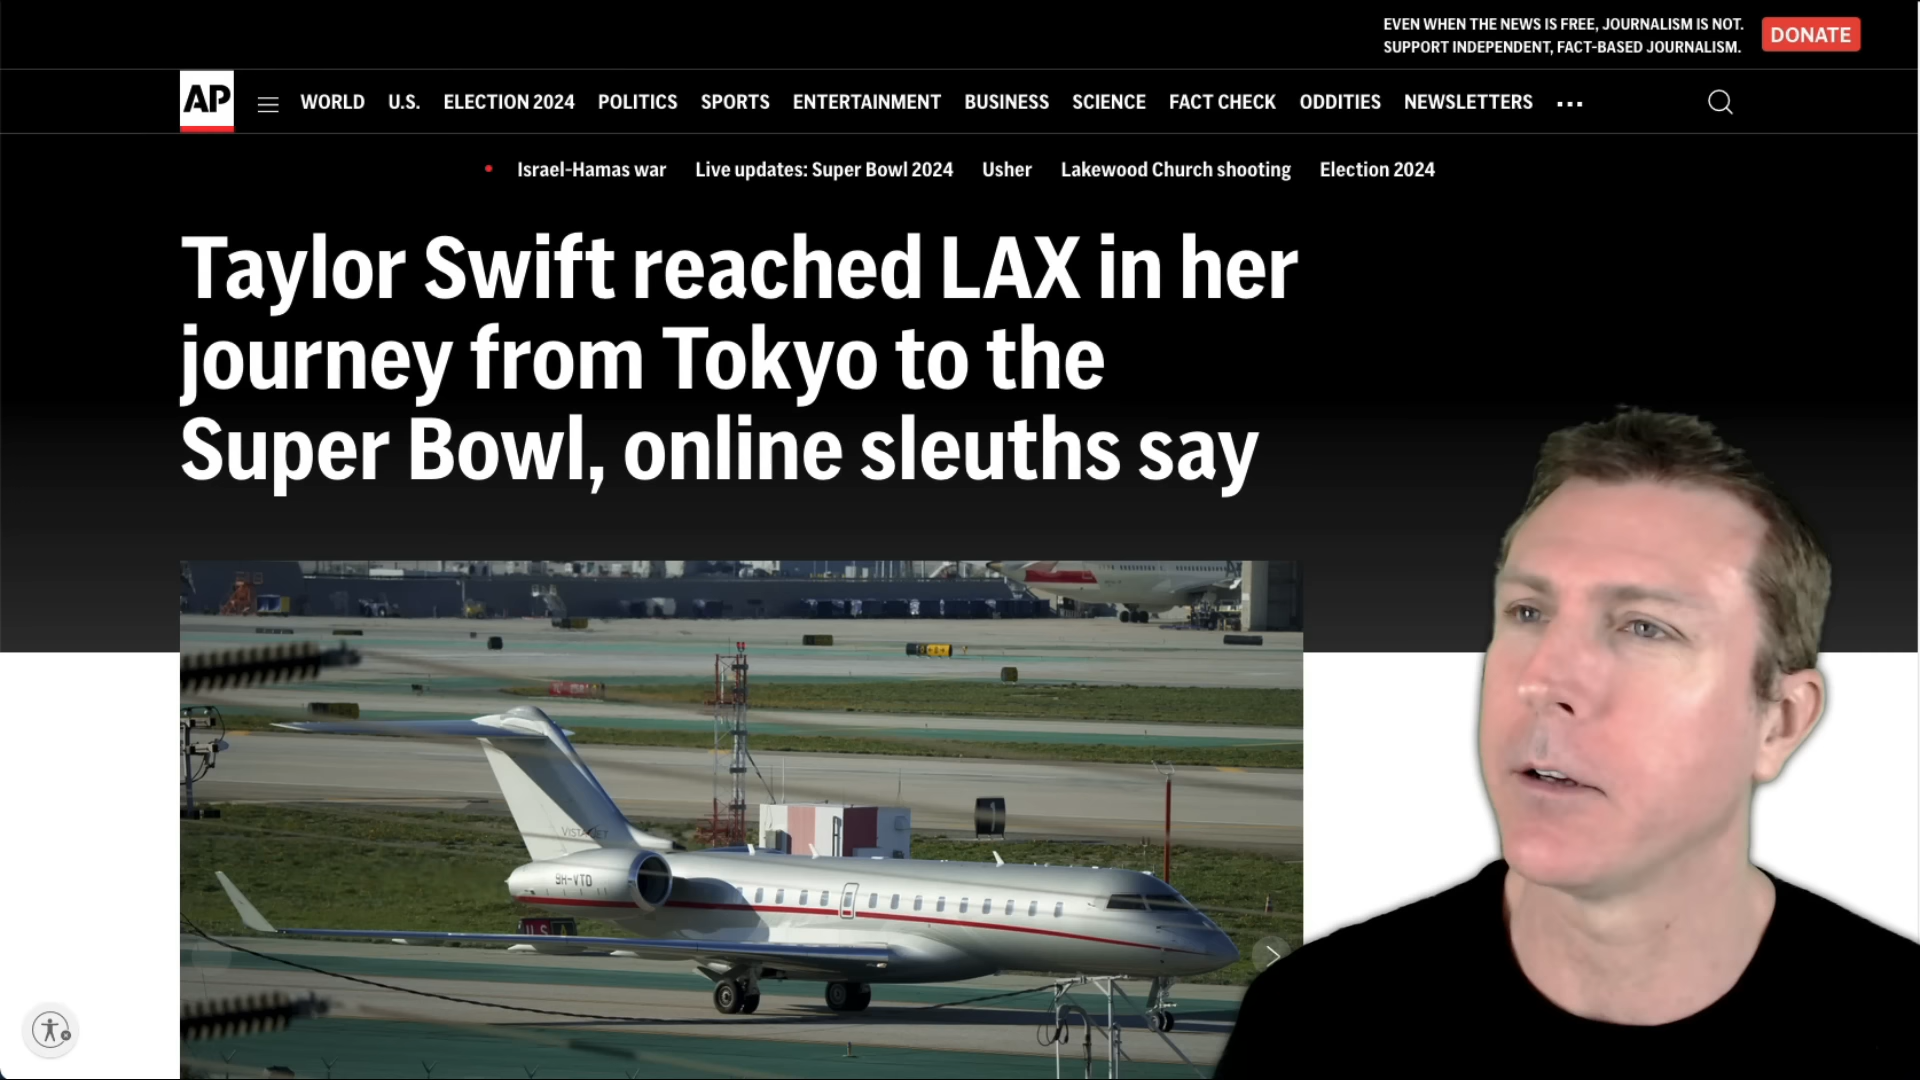 EVEN WHEN THE NEWS IS FREE, JOURNALISM IS NOT.
SUPPORT INDEPENDENT, FACT-BASED JOURNALISM.
DONATE
AP
WORLD U.S. ELECTION 2024 POLITICS SPORTS ENTERTAINMENT BUSINESS SCIENCE FACT CHECK ODDITIES NEWSLETTERS
Israel-Hamas war Live updates: Super Bowl 2024 Usher Lakewood Church shooting Election 2024
Taylor Swift reached LAX in her
journey from Tokyo to the
Super Bowl, online sleuths say
VISTAJET
9H-VTD